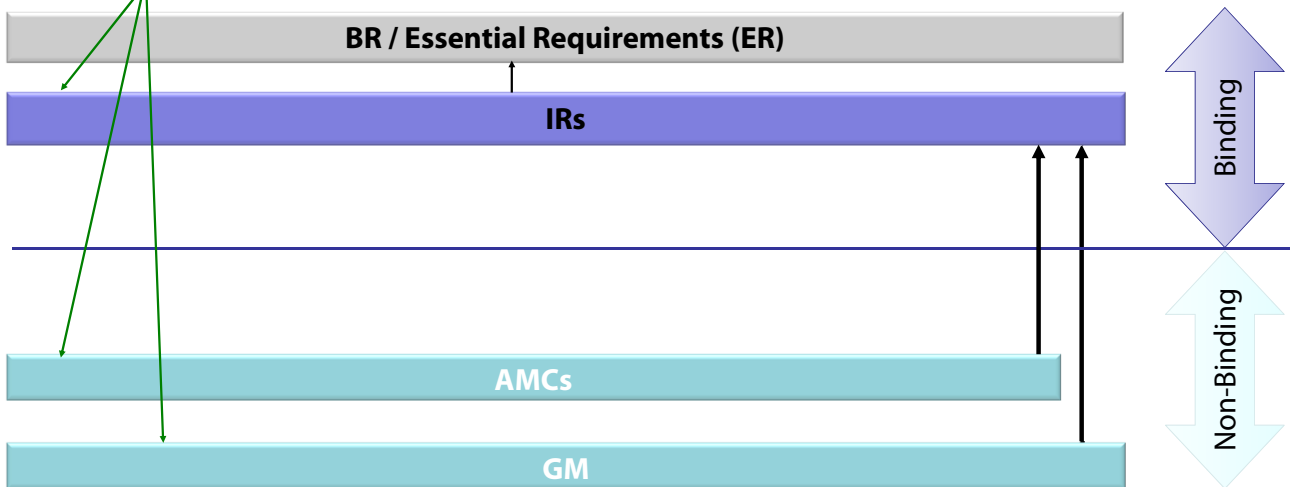 BR / Essential Requirements (ER)
IRs
Binding
AMCs
Non-Binding
GM